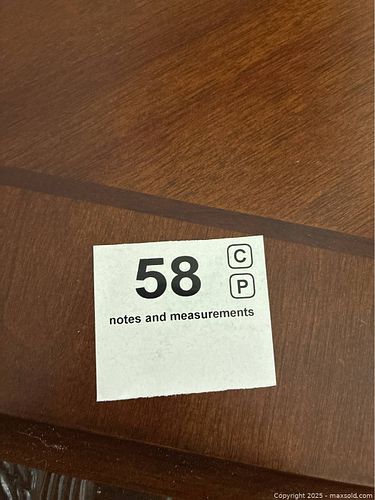 58
C
P
notes and measurements
Copyright 2025 - maxsold.com